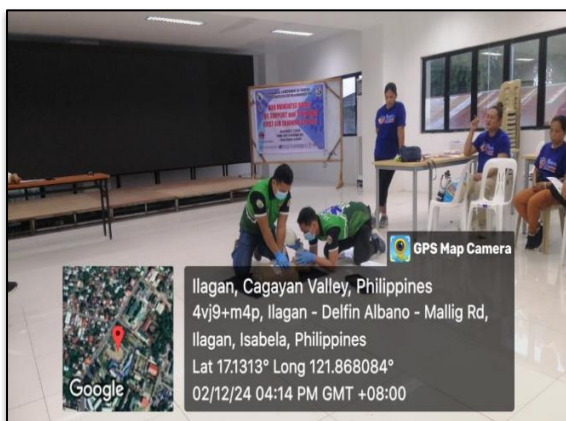 GPS Map Camera
Ilagan, Cagayan Valley, Philippines
4vj9+m4p, Ilagan - Delfin Albano - Mallig Rd,
Ilagan, Isabela, Philippines
Lat 17.1313° Long 121.868084°
02/12/24 04:14 PM GMT +08:00
Google